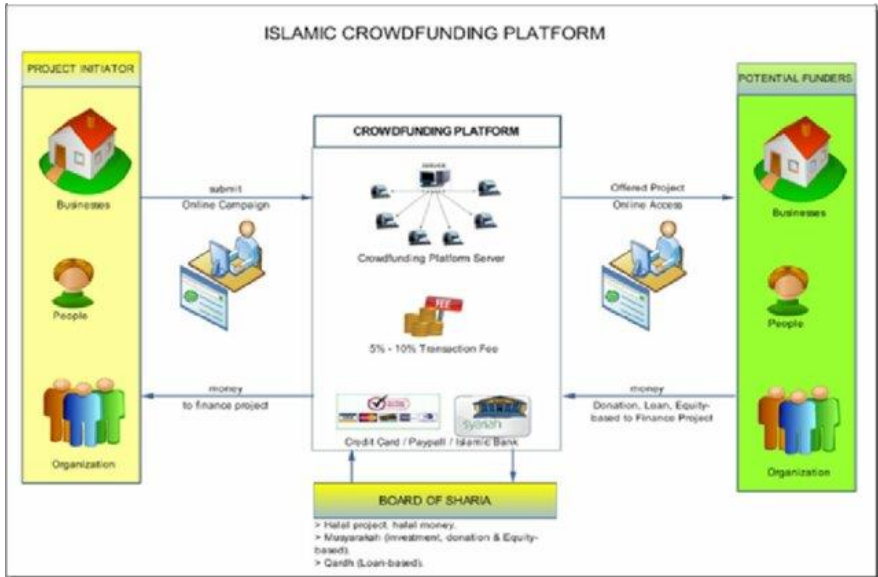 ISLAMIC CROWDFUNDING PLATFORM
PROJECT INITIATOR
Businesses
People
Organization
submit
Online Campaign
money
to finance project
CROWDFUNDING PLATFORM
SERVER
Crowdfunding Platform Server
FEE
5% - 10% Transaction Fee
syariah
Credit Card / Paypall / Islamic Bank
Offered Project
Online Access
money
Donation, Loan, Equity-
based to Finance Project
POTENTIAL FUNDERS
Businesses
People
Organization
BOARD OF SHARIA
> Halal project, halal money.
> Musyarakah (investment, donation & Equity-
based).
> Qardh (Loan-based).